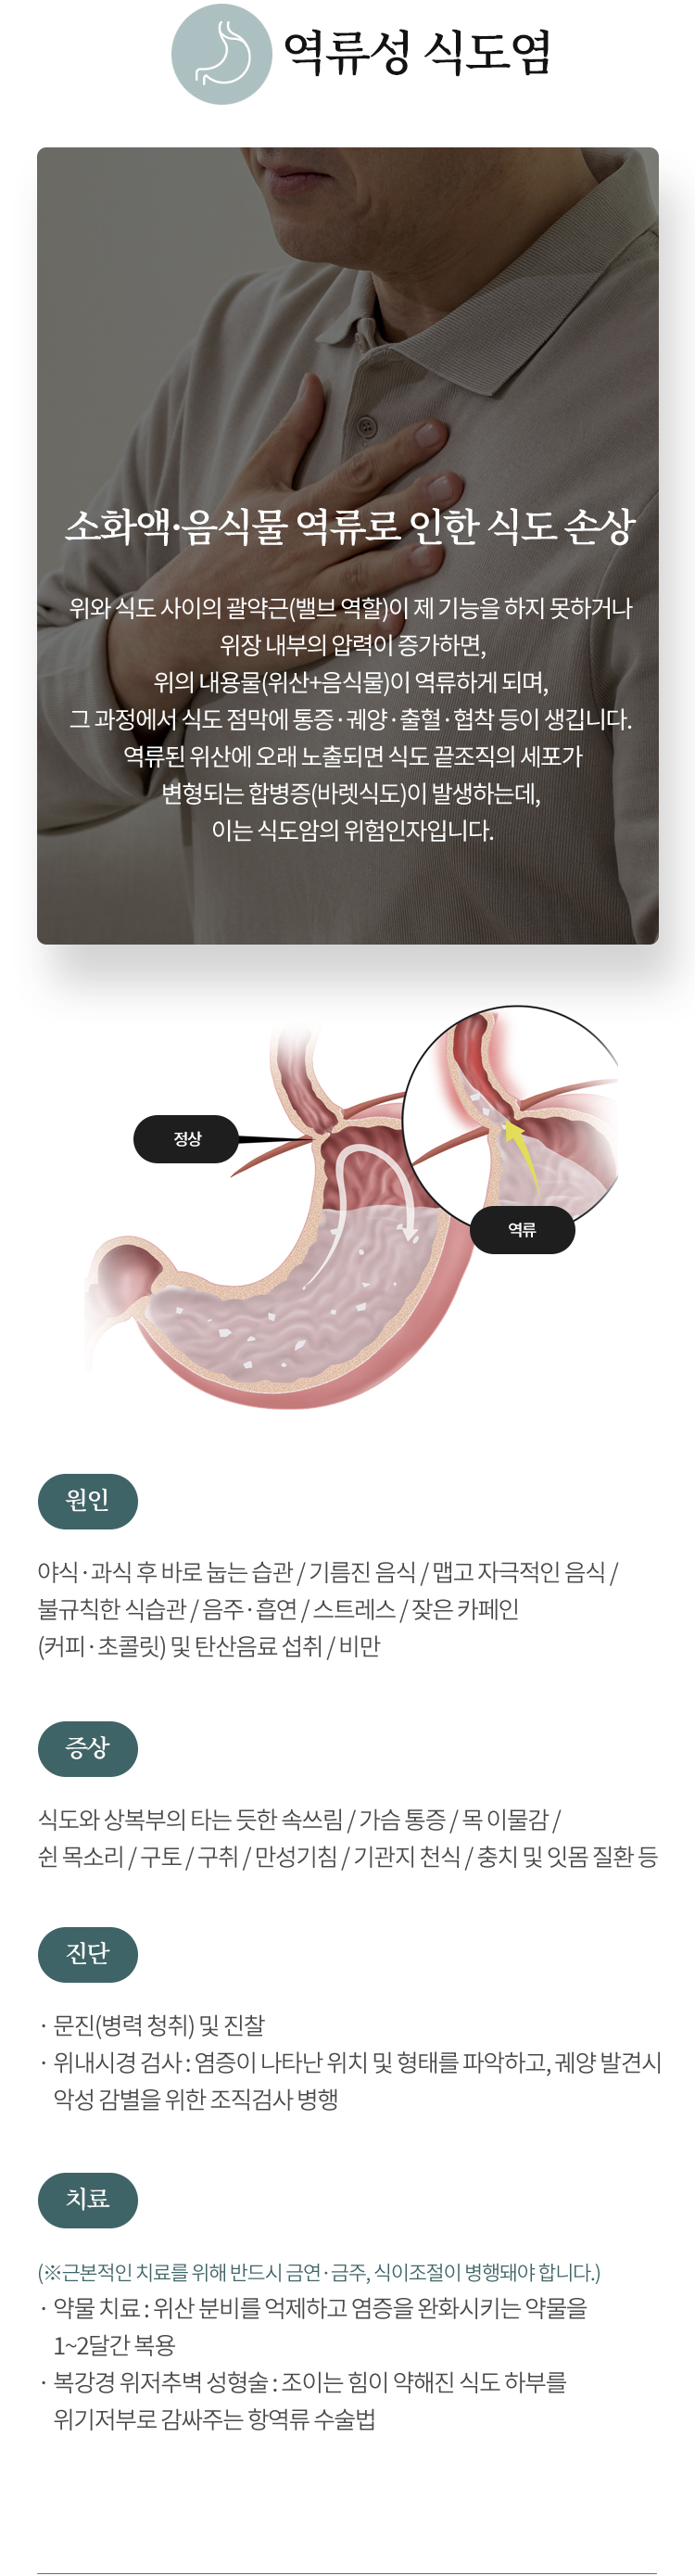 역류성 식도염
소화액·음식물 역류로 인한 식도 손상
위와 식도 사이의 괄약근(밸브 역할)이 제 기능을 하지 못하거나
위장 내부의 압력이 증가하면,
위의 내용물(위산+음식물)이 역류하게 되며,
그 과정에서 식도 점막에 통증·궤양·출혈·협착 등이 생깁니다.
역류된 위산에 오래 노출되면 식도 끝조직의 세포가
변형되는 합병증(바렛식도)이 발생하는데,
이는 식도암의 위험인자입니다.
정상
역류
원인
야식·과식 후 바로 눕는 습관 / 기름진 음식 / 맵고 자극적인 음식 /
불규칙한 식습관 / 음주·흡연 / 스트레스 / 잦은 카페인
(커피·초콜릿) 및 탄산음료 섭취 / 비만
증상
식도와 상복부의 타는 듯한 속쓰림 / 가슴 통증 / 목 이물감 /
쉰 목소리 / 구토 / 구취 / 만성기침 / 기관지 천식 / 충치 및 잇몸 질환 등
진단
· 문진(병력 청취) 및 진찰
· 위내시경 검사 : 염증이 나타난 위치 및 형태를 파악하고, 궤양 발견시
악성 감별을 위한 조직검사 병행
치료
(※근본적인 치료를 위해 반드시 금연·금주, 식이조절이 병행돼야 합니다.)
· 약물 치료 : 위산 분비를 억제하고 염증을 완화시키는 약물을
1~2달간 복용
· 복강경 위저추벽 성형술 : 조이는 힘이 약해진 식도 하부를
위기저부로 감싸주는 항역류 수술법